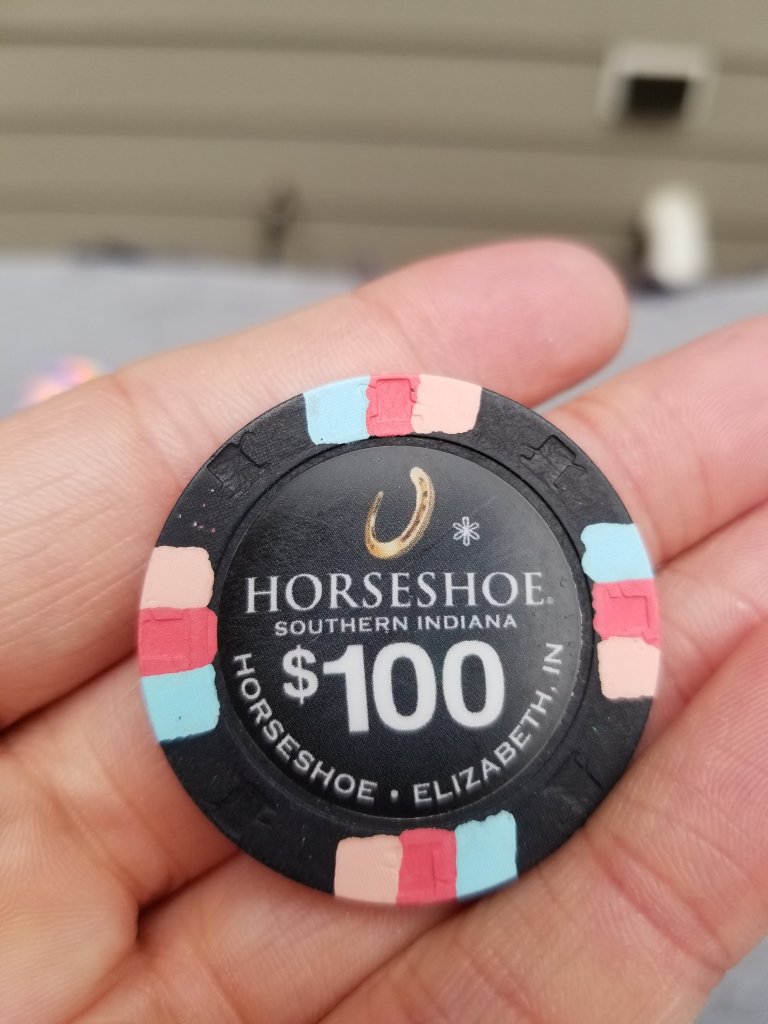 HORSESHOE®
SOUTHERN INDIANA
$100
HORSESHOE • ELIZABETH, IN